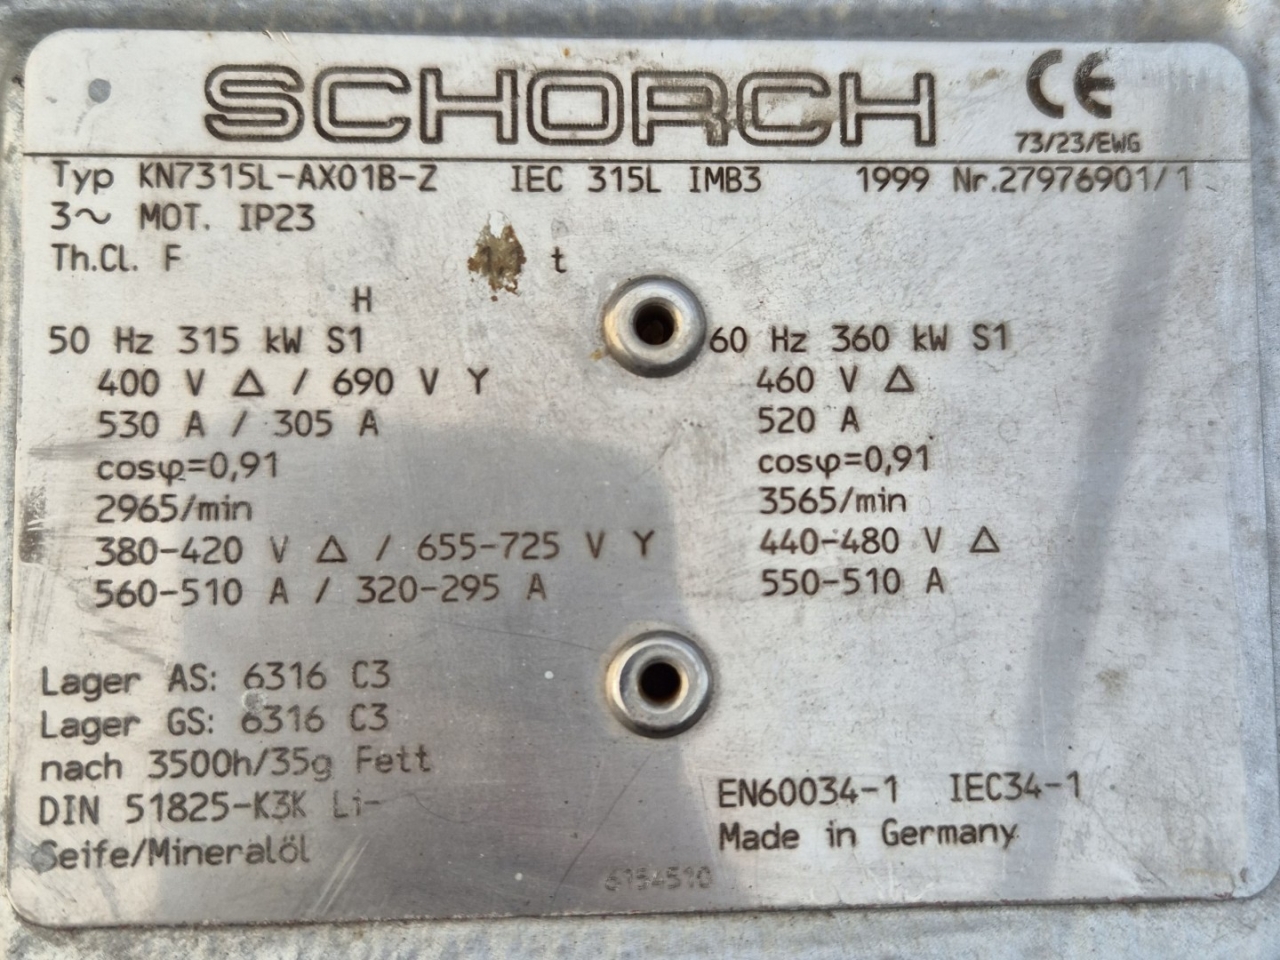 SCHORCH CE
73/23/EWG
Typ KN7315L-AX01B-Z IEC 315L IMB3 1999 Nr.27976901/1
3~ MOT. IP23
Th.Cl. F t
H
50 Hz 315 kW S1 60 Hz 360 kW S1
400 V Δ / 690 V Y 460 V Δ
530 A / 305 A 520 A
cosφ=0,91 cosφ=0,91
2965/min 3565/min
380-420 V Δ / 655-725 V Y 440-480 V Δ
560-510 A / 320-295 A 550-510 A
Lager AS: 6316 C3
Lager GS: 6316 C3
nach 3500h/35g Fett
DIN 51825-K3K Li-
Seife/Mineralöl
EN60034-1 IEC34-1
Made in Germany